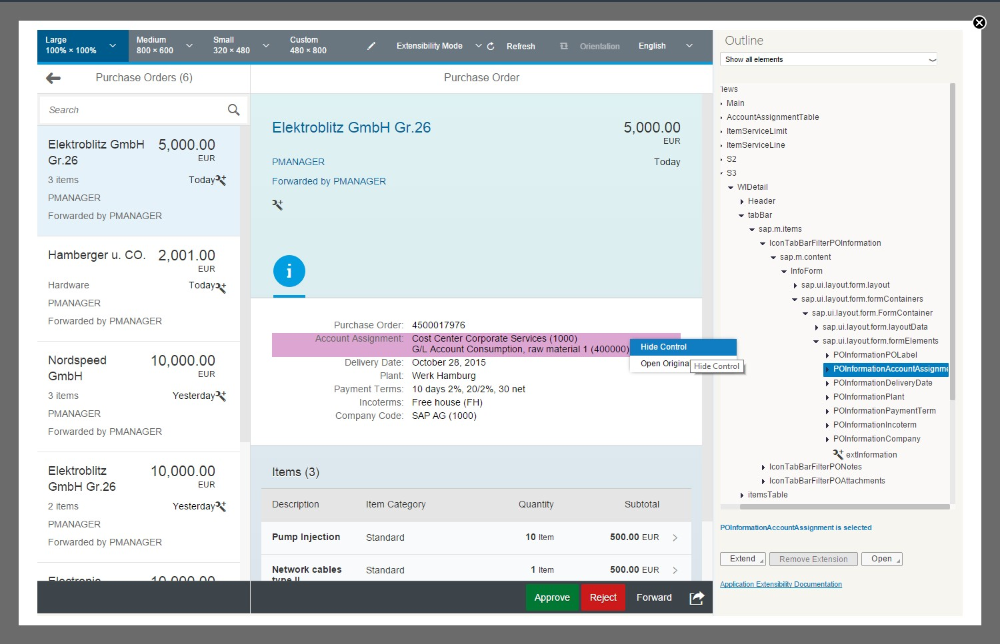 Large
100% × 100%
Medium
800 × 600
Small
320 × 480
Custom
480 × 800
Extensibility Mode
Refresh
Orientation
English
Purchase Orders (6)
Search
Elektroblitz GmbH Gr.26
5,000.00
EUR
3 items
Today
PMANAGER
Forwarded by PMANAGER
Hamberger u. CO.
2,001.00
EUR
Hardware
Today
PMANAGER
Forwarded by PMANAGER
Nordspeed GmbH
10,000.00
EUR
3 items
Yesterday
PMANAGER
Forwarded by PMANAGER
Elektroblitz GmbH Gr.26
10,000.00
EUR
2 items
Yesterday
PMANAGER
Forwarded by PMANAGER
Electronic
10,000.00
Purchase Order
Elektroblitz GmbH Gr.26
5,000.00
EUR
PMANAGER
Today
Forwarded by PMANAGER
i
Purchase Order: 4500017976
Account Assignment: Cost Center Corporate Services (1000)
G/L Account Consumption, raw material 1 (400000)
Delivery Date: October 28, 2015
Plant: Werk Hamburg
Payment Terms: 10 days 2%, 20/2%, 30 net
Incoterms: Free house (FH)
Company Code: SAP AG (1000)
Hide Control
Open Origina
Hide Control
Items (3)
Description Item Category Quantity Subtotal
Pump Injection Standard 10 Item 500.00 EUR
Network cables Standard 1 Item 500.00 EUR
type II
Approve
Reject
Forward
Outline
Show all elements
iews
Main
AccountAssignmentTable
ItemServiceLimit
ItemServiceLine
S2
S3
WIDetail
Header
tabBar
sap.m.items
IconTabBarFilterPOInformation
sap.m.content
InfoForm
sap.ui.layout.form.layout
sap.ui.layout.form.formContainers
sap.ui.layout.form.FormContainer
sap.ui.layout.form.layoutData
sap.ui.layout.form.formElements
POInformationPOLabel
POInformationAccountAssignme
POInformationDeliveryDate
POInformationPlant
POInformationPaymentTerm
POInformationIncoterm
POInformationCompany
extInformation
IconTabBarFilterPONotes
IconTabBarFilterPOAttachments
itemsTable
POInformationAccountAssignment is selected
Extend
Remove Extension
Open
Application Extensibility Documentation